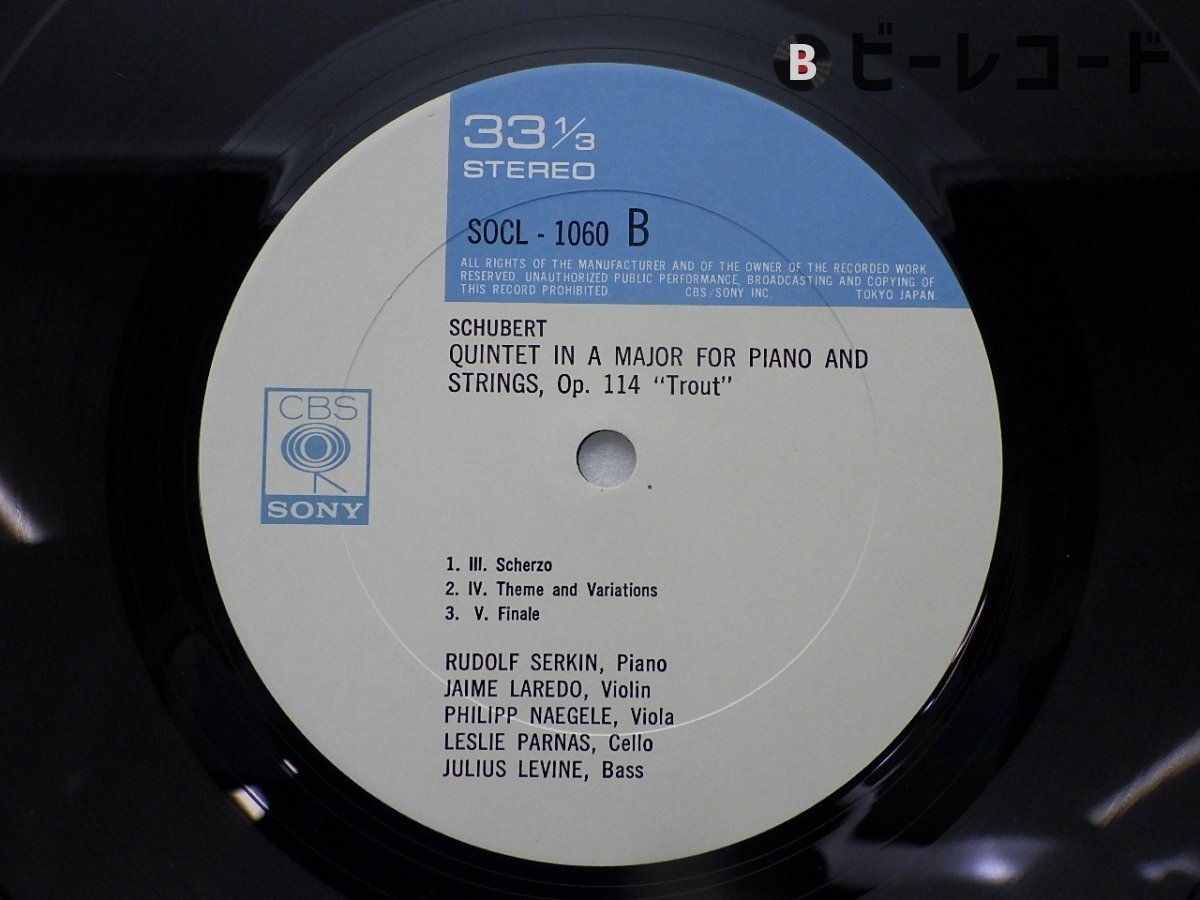 B ビーレコード
33 1/3
STEREO
SOCL - 1060 B
ALL RIGHTS OF THE MANUFACTURER AND OF THE OWNER OF THE RECORDED WORK
RESERVED. UNAUTHORIZED PUBLIC PERFORMANCE, BROADCASTING AND COPYING OF
THIS RECORD PROHIBITED. CBS/SONY INC. TOKYO JAPAN.
SCHUBERT
QUINTET IN A MAJOR FOR PIANO AND
STRINGS, Op. 114 “Trout”
CBS
SONY
1. III. Scherzo
2. IV. Theme and Variations
3. V. Finale
RUDOLF SERKIN, Piano
JAIME LAREDO, Violin
PHILIPP NAEGELE, Viola
LESLIE PARNAS, Cello
JULIUS LEVINE, Bass